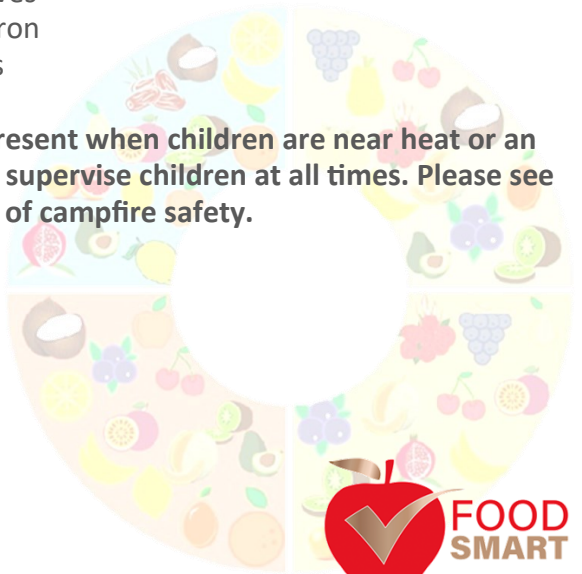 ron
resent when children are near heat or an
supervise children at all times. Please see
of campfire safety.
FOOD
SMART